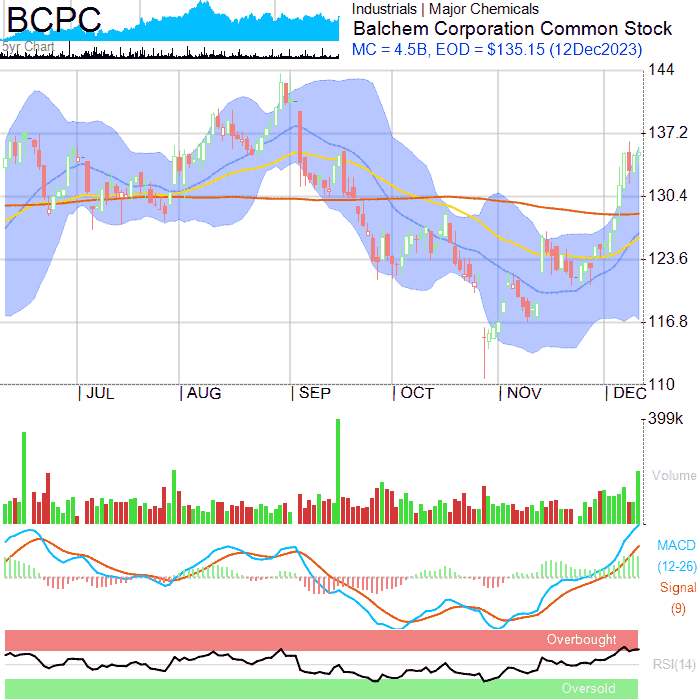 BCPC
5yr Chart
Industrials | Major Chemicals
Balchem Corporation Common Stock
MC = 4.5B, EOD = $135.15 (12Dec2023)
144
137.2
130.4
123.6
116.8
110
JUL AUG SEP OCT NOV DEC
399k
Volume
MACD
(12-26)
Signal
(9)
Overbought
RSI(14)
Oversold